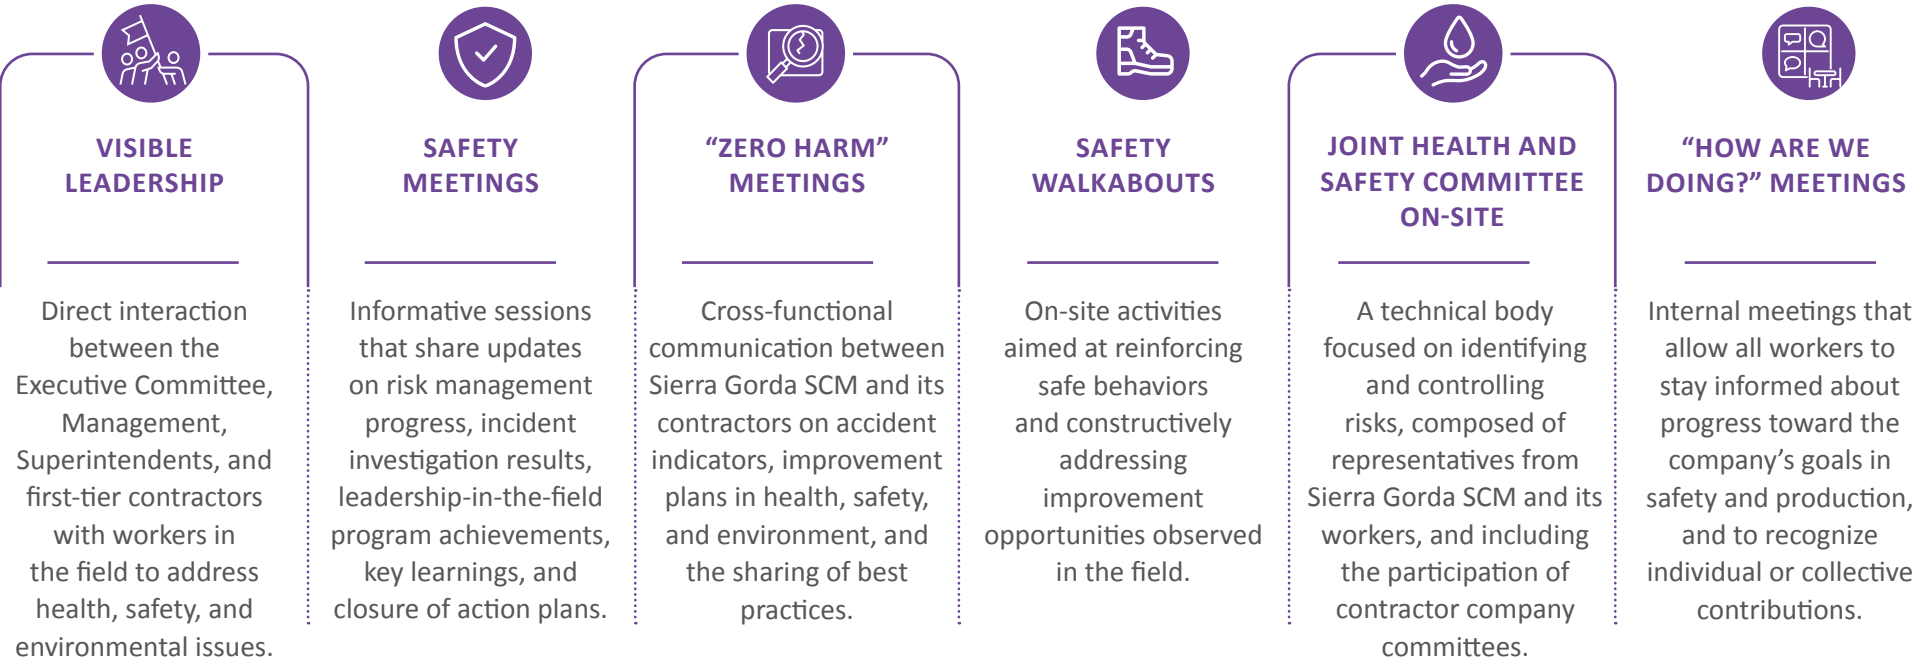 VISIBLE
LEADERSHIP
Direct interaction
between the
Executive Committee,
Management,
Superintendents, and
first-tier contractors
with workers in
the field to address
health, safety, and
environmental issues.
SAFETY
MEETINGS
Informative sessions
that share updates
on risk management
progress, incident
investigation results,
leadership-in-the-field
program achievements,
key learnings, and
closure of action plans.
“ZERO HARM”
MEETINGS
Cross-functional
communication between
Sierra Gorda SCM and its
contractors on accident
indicators, improvement
plans in health, safety,
and environment, and
the sharing of best
practices.
SAFETY
WALKABOUTS
On-site activities
aimed at reinforcing
safe behaviors
and constructively
addressing
improvement
opportunities observed
in the field.
JOINT HEALTH AND
SAFETY COMMITTEE
ON-SITE
A technical body
focused on identifying
and controlling
risks, composed of
representatives from
Sierra Gorda SCM and its
workers, and including
the participation of
contractor company
committees.
“HOW ARE WE
DOING?” MEETINGS
Internal meetings that
allow all workers to
stay informed about
progress toward the
company’s goals in
safety and production,
and to recognize
individual or collective
contributions.